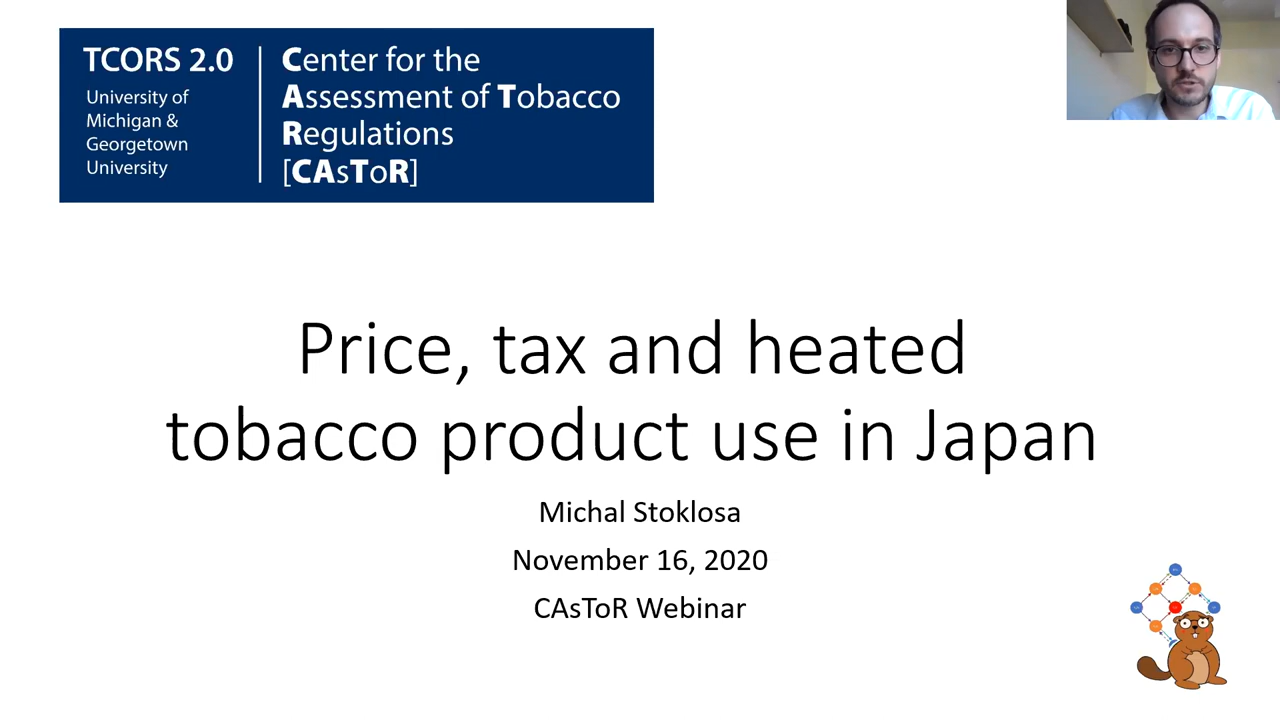 TCORS 2.0
University of
Michigan &
Georgetown
University
Center for the
Assessment of Tobacco
Regulations
[CAsToR]
Price, tax and heated
tobacco product use in Japan
Michal Stoklosa
November 16, 2020
CAsToR Webinar